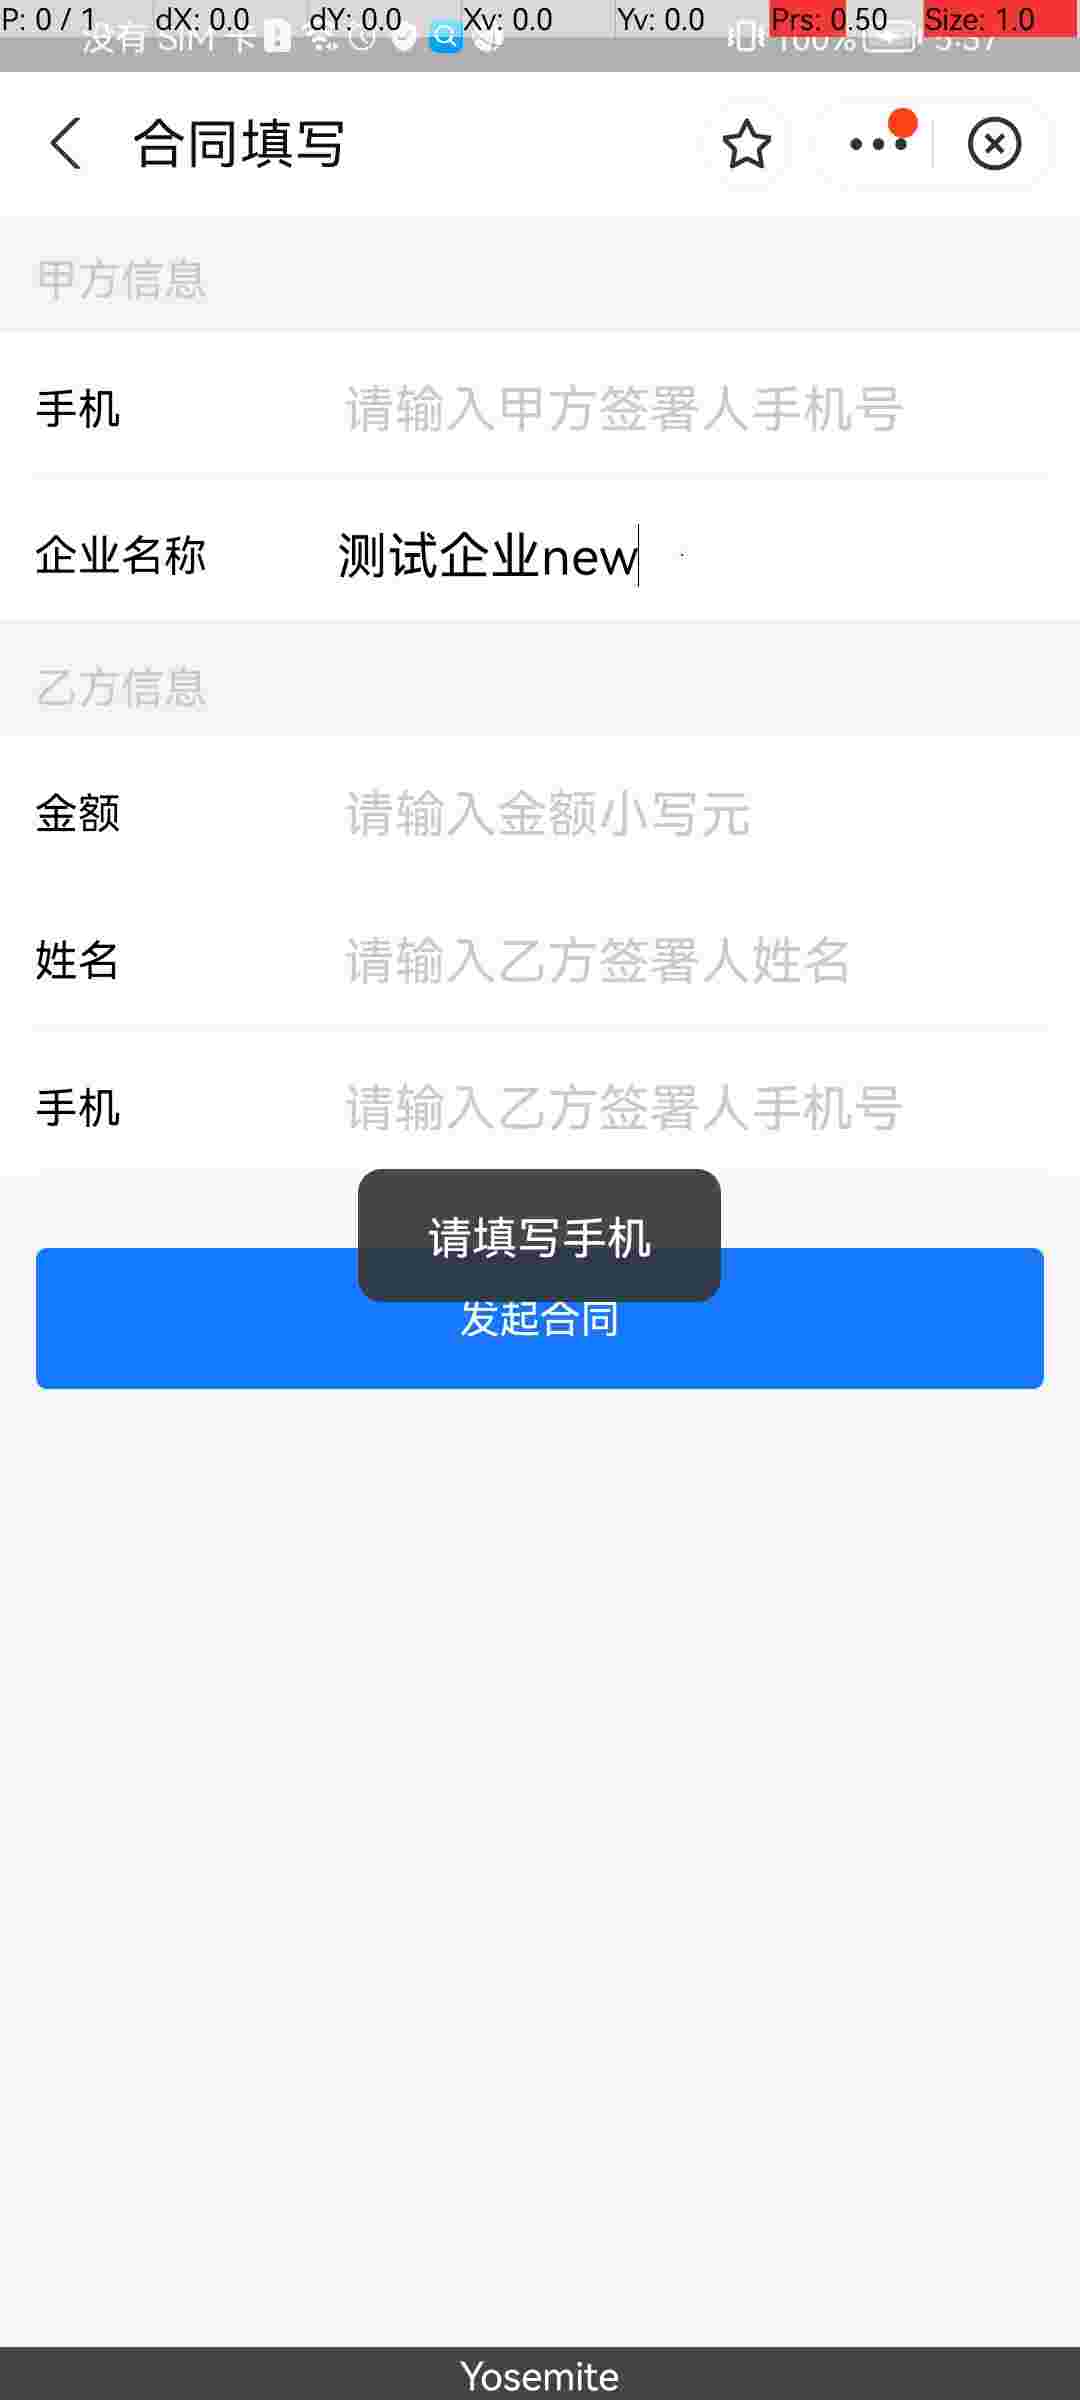 P: 0 / 1 dX: 0.0 dY: 0.0 Xv: 0.0 Yv: 0.0 Prs: 0.50 Size: 1.0
没有 SIM 卡 100% 5:37
合同填写
甲方信息
手机 请输入甲方签署人手机号
企业名称 测试企业new
乙方信息
金额 请输入金额小写元
姓名 请输入乙方签署人姓名
手机 请输入乙方签署人手机号
请填写手机
发起合同
Yosemite